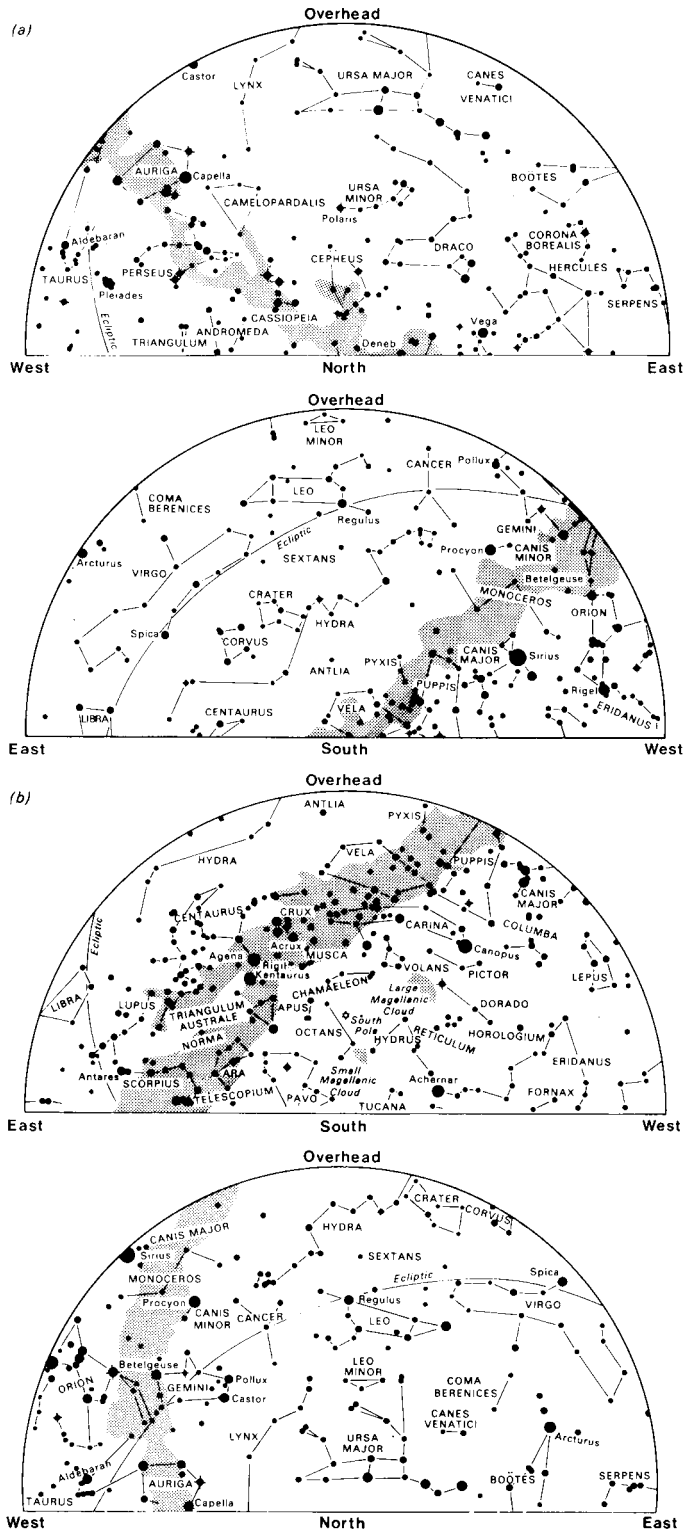 (a)
Overhead
Castor
LYNX
URSA MAJOR
CANES
VENATICI
AURIGA
Capella
BOOTES
CAMELOPARDALIS
URSA
MINOR
Polaris
Aldebaran
CORONA
BOREALIS
DRACO
CEPHEUS
PERSEUS
HERCULES
TAURUS
Pleiades
SERPENS
CASSIOPEIA
Ecliptic
ANDROMEDA
Vega
TRIANGULUM
Deneb
West
North
East
Overhead
LEO
MINOR
CANCER
Pollux
LEO
COMA
BERENICES
Regulus
GEMINI
Ecliptic
Arcturus
SEXTANS
Procyon
CANIS
MINOR
VIRGO
Betelgeuse
CRATER
MONOCEROS
ORION
HYDRA
Spica
CORVUS
CANIS
MAJOR
Sirius
ANTLIA
PYXIS
PUPPIS
Rigel
VELA
ERIDANUS
LIBRA
CENTAURUS
East
South
West
(b)
Overhead
ANTLIA
PYXIS
VELA
HYDRA
PUPPIS
CANIS
MAJOR
CENTAURUS
CRUX
CARINA
COLUMBA
Ecliptic
Acrux
Agena
MUSCA
Canopus
Rigil
Kentaurus
VOLANS
PICTOR
LEPUS
CHAMAELEON
LIBRA
LUPUS
TRIANGULUM
AUSTRALE
APUS
Large
Magellanic
Cloud
DORADO
OCTANS
South
Pole
NORMA
HYDRUS
RETICULUM
HOROLOGIUM
ERIDANUS
Antares
SCORPIUS
ARA
Small
Magellanic
Cloud
Achernar
TELESCOPIUM
PAVO
TUCANA
FORNAX
East
South
West
Overhead
CRATER
CORVUS
HYDRA
CANIS MAJOR
Sirius
SEXTANS
MONOCEROS
Ecliptic
Spica
Procyon
Regulus
CANIS
MINOR
CANCER
VIRGO
LEO
Betelgeuse
ORION
GEMINI
Pollux
LEO
MINOR
COMA
BERENICES
Castor
CANES
VENATICI
LYNX
URSA
MAJOR
Arcturus
Aldebaran
AURIGA
BOÖTES
SERPENS
TAURUS
Capella
West
North
East